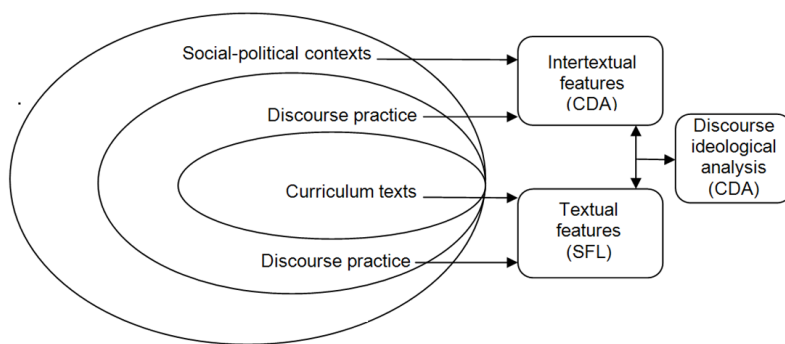 Social-political contexts
Discourse practice
Curriculum texts
Discourse practice
Intertextual
features
(CDA)
Textual
features
(SFL)
Discourse
ideological
analysis
(CDA)